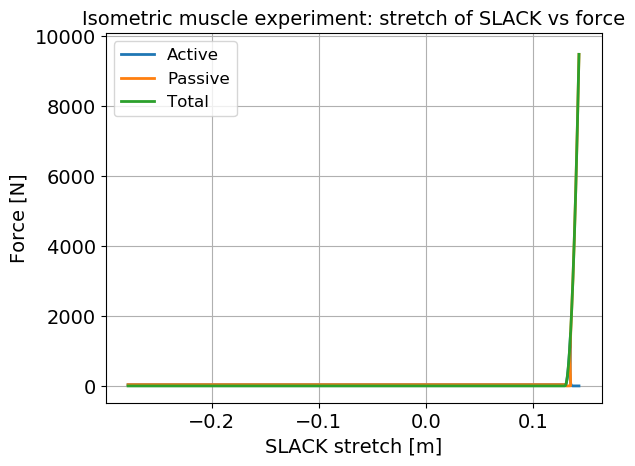 Isometric muscle experiment: stretch of SLACK vs force
10000
8000
6000
4000
2000
0
Force [N]
Active
Passive
Total
−0.2
−0.1
0.0
0.1
SLACK stretch [m]